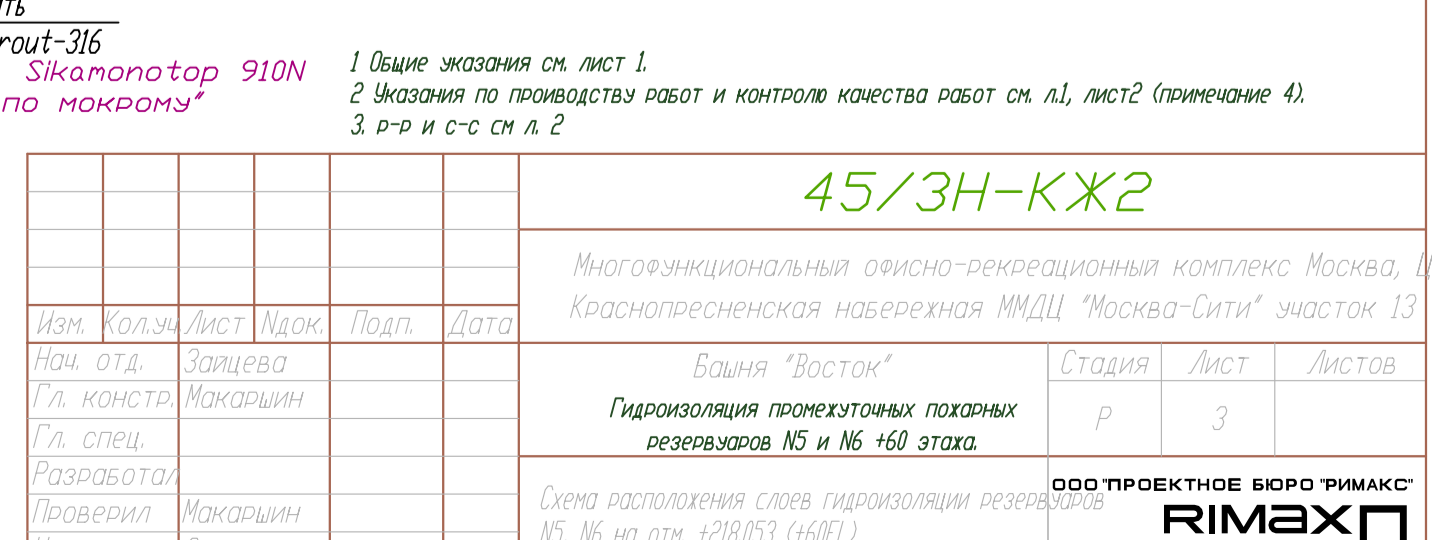 rout-316
Sikamonotop 910N
по мокрому"
1 Общие указания см. лист 1.
2 Указания по проиводству работ и контролю качества работ см. л.1, лист2 (примечание 4).
3. р-р и с-с см л. 2
45/3Н-КЖ2
Многофункциональный офисно-рекреационный комплекс Москва,
Краснопресненская набережная ММДЦ "Москва-Сити" участок 13
Изм. Кол.уч Лист Nдок. Подп. Дата
Нач. отд. Зайцева
Башня "Восток"
Стадия Лист Листов
Гл. констр. Макаршин
Гидроизоляция промежуточных пожарных
резервуаров N5 и N6 +60 этажа.
Р 3
Гл. спец.
Разработал
Проверил Макаршин
Схема расположения слоев гидроизоляции резервуаров
N5, N6 на отм. +218.053 (+60FL)
ООО"ПРОЕКТНОЕ БЮРО "РИМАКС"
RIMAX